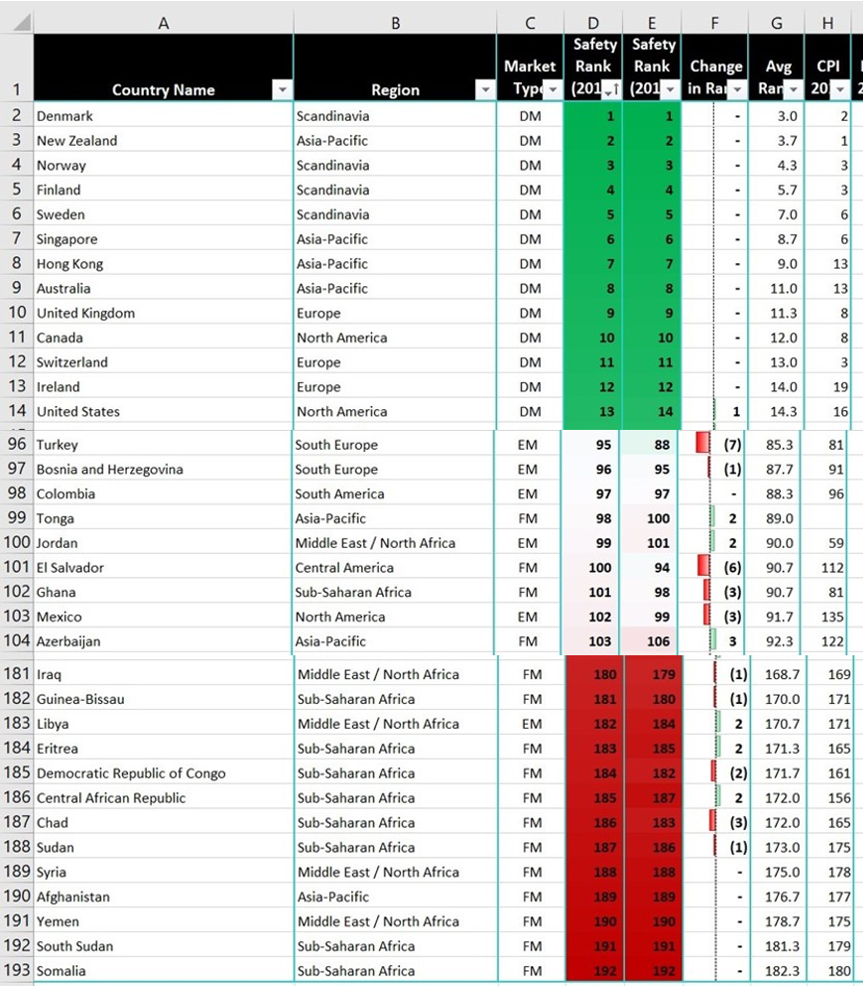 A B C D E F G H
1 Country Name Region Market Type Safety Rank (201 Safety Rank (201 Change in Ran Avg Ran CPI 20
2 Denmark Scandinavia DM 1 1 - 3.0 2
3 New Zealand Asia-Pacific DM 2 2 - 3.7 1
4 Norway Scandinavia DM 3 3 - 4.3 3
5 Finland Scandinavia DM 4 4 - 5.7 3
6 Sweden Scandinavia DM 5 5 - 7.0 6
7 Singapore Asia-Pacific DM 6 6 - 8.7 6
8 Hong Kong Asia-Pacific DM 7 7 - 9.0 13
9 Australia Asia-Pacific DM 8 8 - 11.0 13
10 United Kingdom Europe DM 9 9 - 11.3 8
11 Canada North America DM 10 10 - 12.0 8
12 Switzerland Europe DM 11 11 - 13.0 3
13 Ireland Europe DM 12 12 - 14.0 19
14 United States North America DM 13 14 1 14.3 16
96 Turkey South Europe EM 95 88 (7) 85.3 81
97 Bosnia and Herzegovina South Europe EM 96 95 (1) 87.7 91
98 Colombia South America EM 97 97 - 88.3 96
99 Tonga Asia-Pacific FM 98 100 2 89.0
100 Jordan Middle East / North Africa EM 99 101 2 90.0 59
101 El Salvador Central America FM 100 94 (6) 90.7 112
102 Ghana Sub-Saharan Africa FM 101 98 (3) 90.7 81
103 Mexico North America EM 102 99 (3) 91.7 135
104 Azerbaijan Asia-Pacific FM 103 106 3 92.3 122
181 Iraq Middle East / North Africa FM 180 179 (1) 168.7 169
182 Guinea-Bissau Sub-Saharan Africa FM 181 180 (1) 170.0 171
183 Libya Middle East / North Africa EM 182 184 2 170.7 171
184 Eritrea Sub-Saharan Africa FM 183 185 2 171.3 165
185 Democratic Republic of Congo Sub-Saharan Africa FM 184 182 (2) 171.7 161
186 Central African Republic Sub-Saharan Africa FM 185 187 2 172.0 156
187 Chad Sub-Saharan Africa FM 186 183 (3) 172.0 165
188 Sudan Sub-Saharan Africa FM 187 186 (1) 173.0 175
189 Syria Middle East / North Africa FM 188 188 - 175.0 178
190 Afghanistan Asia-Pacific FM 189 189 - 176.7 177
191 Yemen Middle East / North Africa FM 190 190 - 178.7 175
192 South Sudan Sub-Saharan Africa FM 191 191 - 181.3 179
193 Somalia Sub-Saharan Africa FM 192 192 - 182.3 180